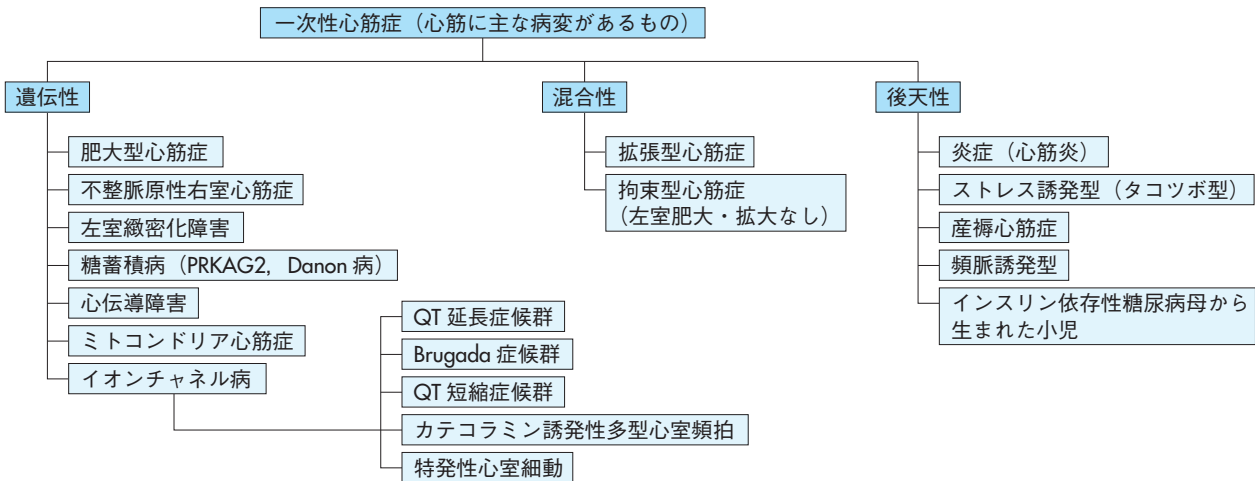 一次性心筋症（心筋に主な病変があるもの）
遺伝性
肥大型心筋症
不整脈原性右室心筋症
左室緻密化障害
糖蓄積病（PRKAG2，Danon 病）
心伝導障害
ミトコンドリア心筋症
イオンチャネル病
QT 延長症候群
Brugada 症候群
QT 短縮症候群
カテコラミン誘発性多型心室頻拍
特発性心室細動
混合性
拡張型心筋症
拘束型心筋症
（左室肥大・拡大なし）
後天性
炎症（心筋炎）
ストレス誘発型（タコツボ型）
産褥心筋症
頻脈誘発型
インスリン依存性糖尿病母から
生まれた小児